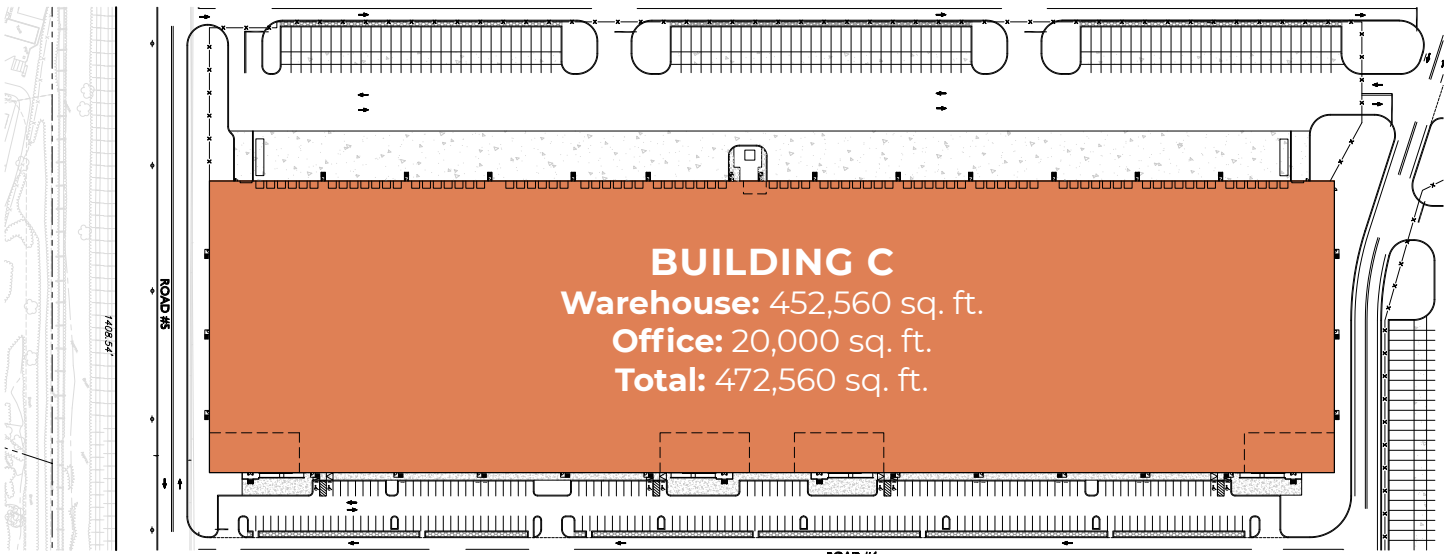 BUILDING C
Warehouse: 452,560 sq. ft.
Office: 20,000 sq. ft.
Total: 472,560 sq. ft.
ROAD #5
1408.54'